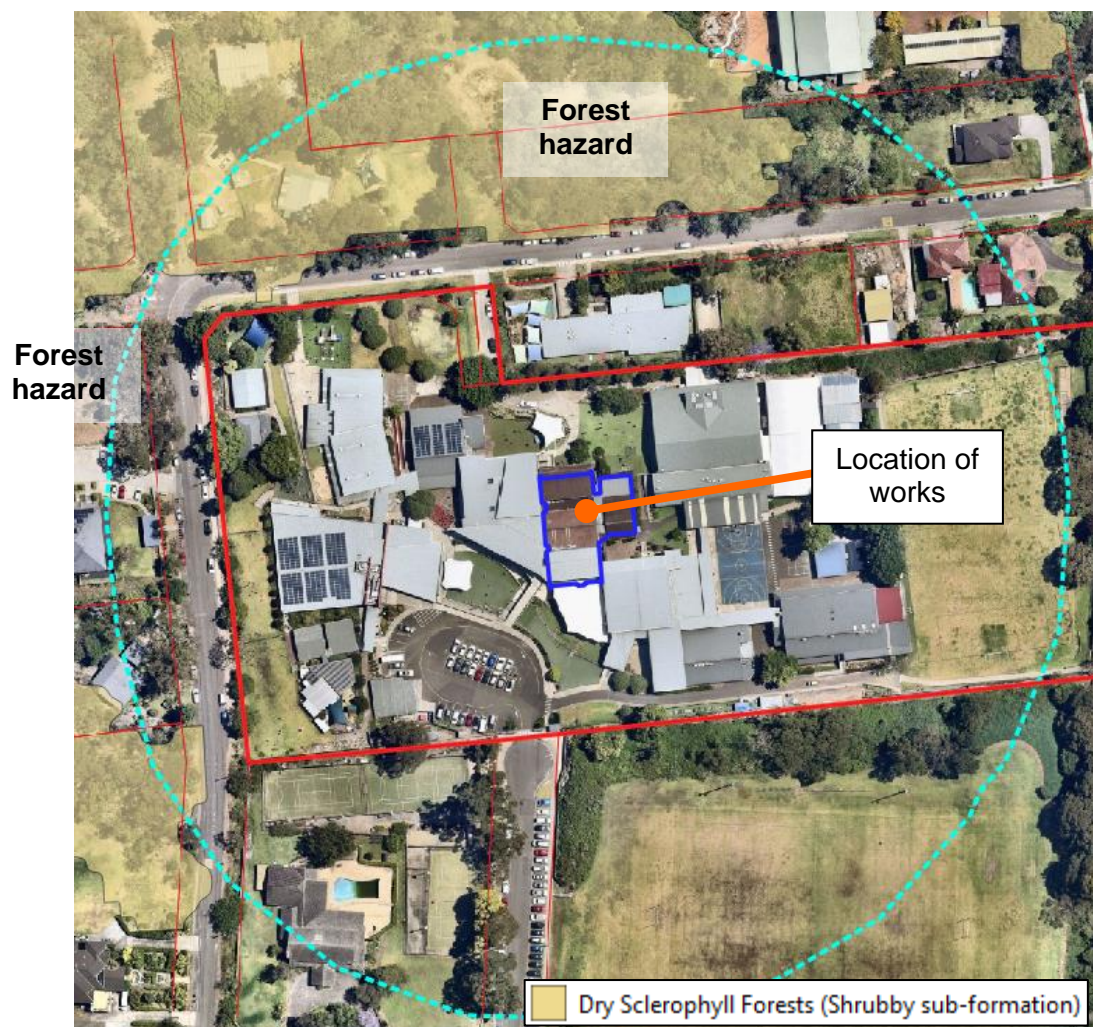 Forest
hazard
Forest
hazard
Location of
works
Dry Sclerophyll Forests (Shrubby sub-formation)